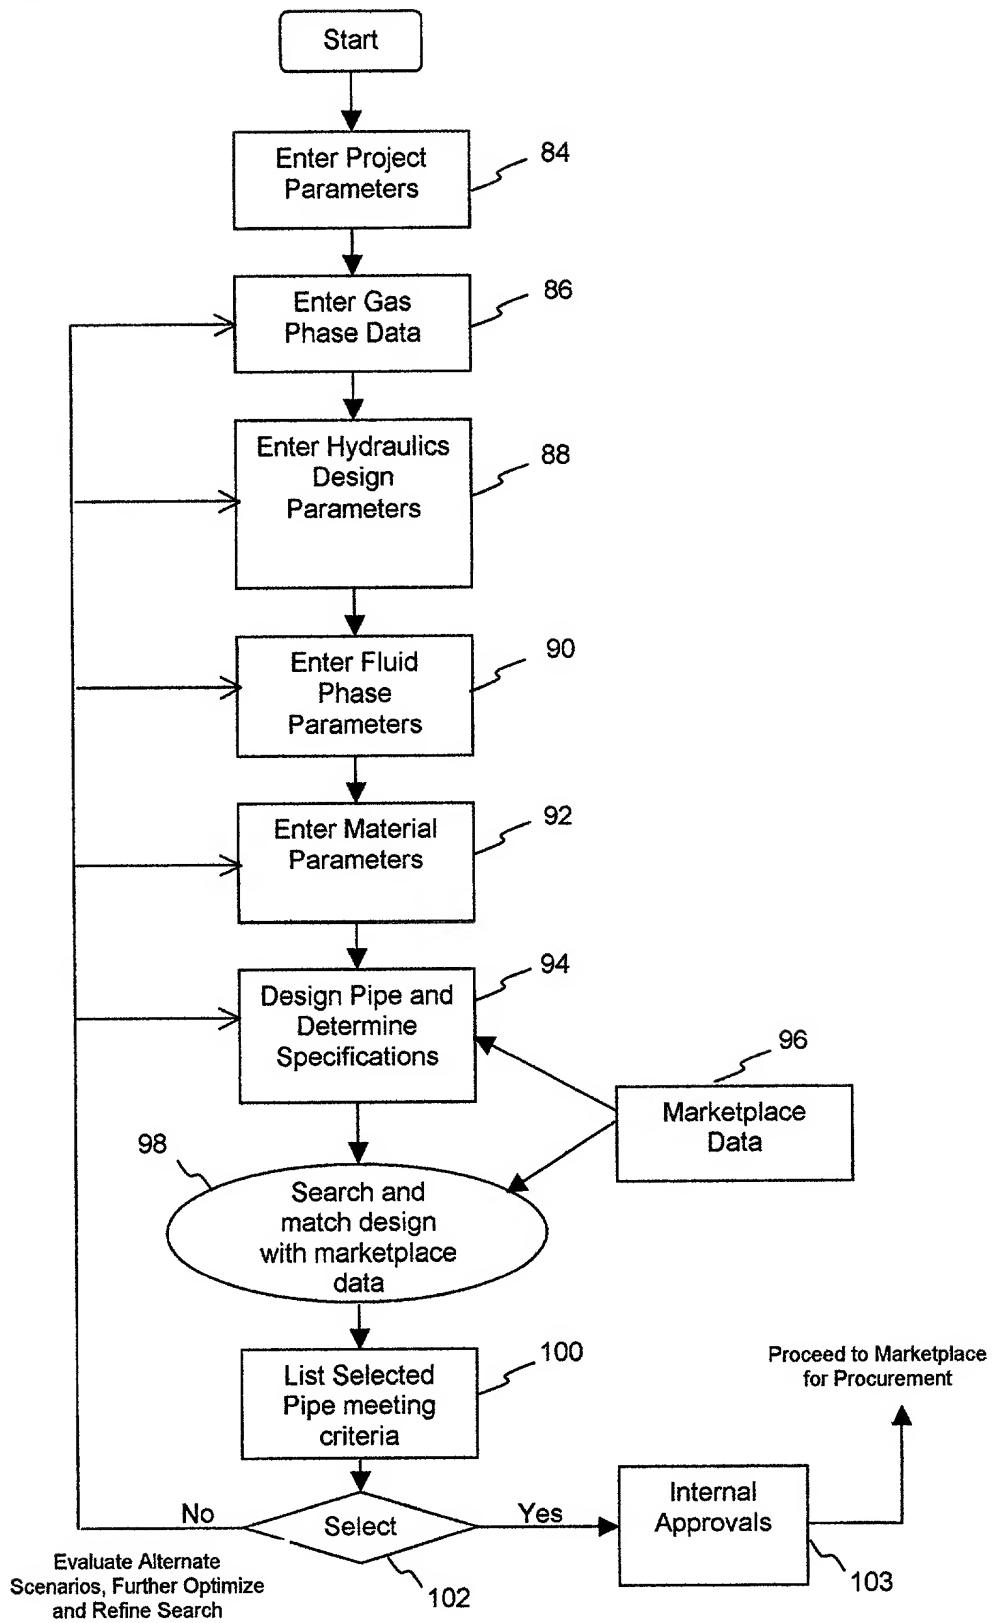 Start
Enter Project
Parameters
84
Enter Gas
Phase Data
86
Enter Hydraulics
Design
Parameters
88
Enter Fluid
Phase
Parameters
90
Enter Material
Parameters
92
Design Pipe and
Determine
Specifications
94
96
Marketplace
Data
98
Search and
match design
with marketplace
data
List Selected
Pipe meeting
criteria
100
Proceed to Marketplace
for Procurement
No
Select
Yes
Internal
Approvals
102
103
Evaluate Alternate
Scenarios, Further Optimize
and Refine Search